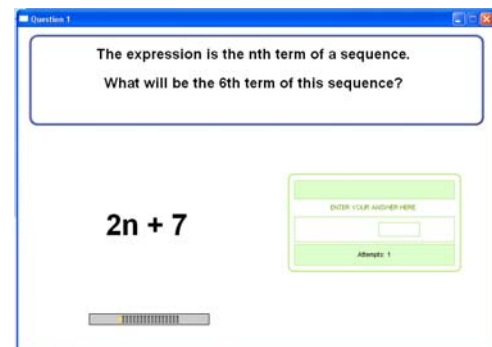 Question 1
The expression is the nth term of a sequence.
What will be the 6th term of this sequence?
2n + 7
ENTER YOUR ANSWER HERE
Attempts: 1